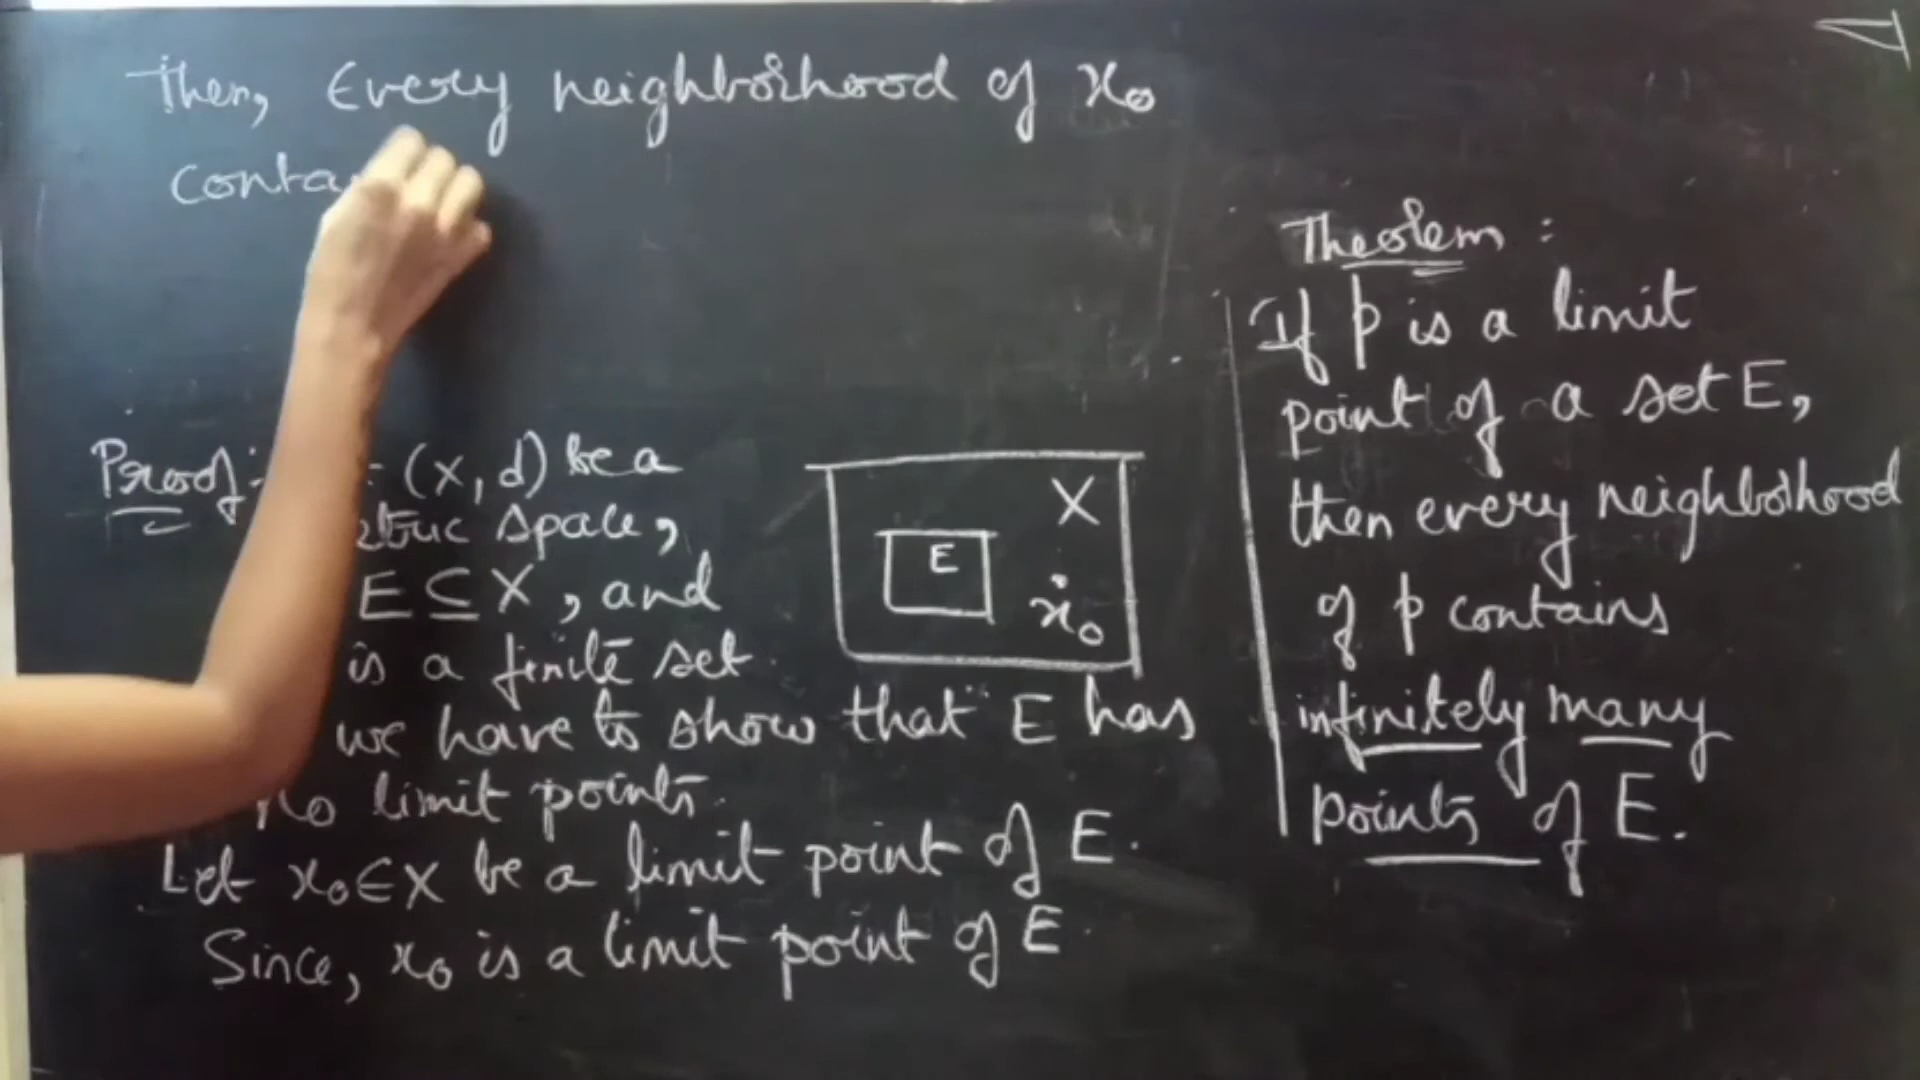 Then, Every neighborhood of x₀
conta
Proof:- (X, d) be a
space,
E ⊆ X, and
is a finite set.
we have to show that E has
no limit points.
Let x₀ ∈ X be a limit point of E.
Since, x₀ is a limit point of E.
X
E
x₀
Theorem :
If p is a limit
point of a set E,
then every neighborhood
of p contains
infinitely many
points of E.